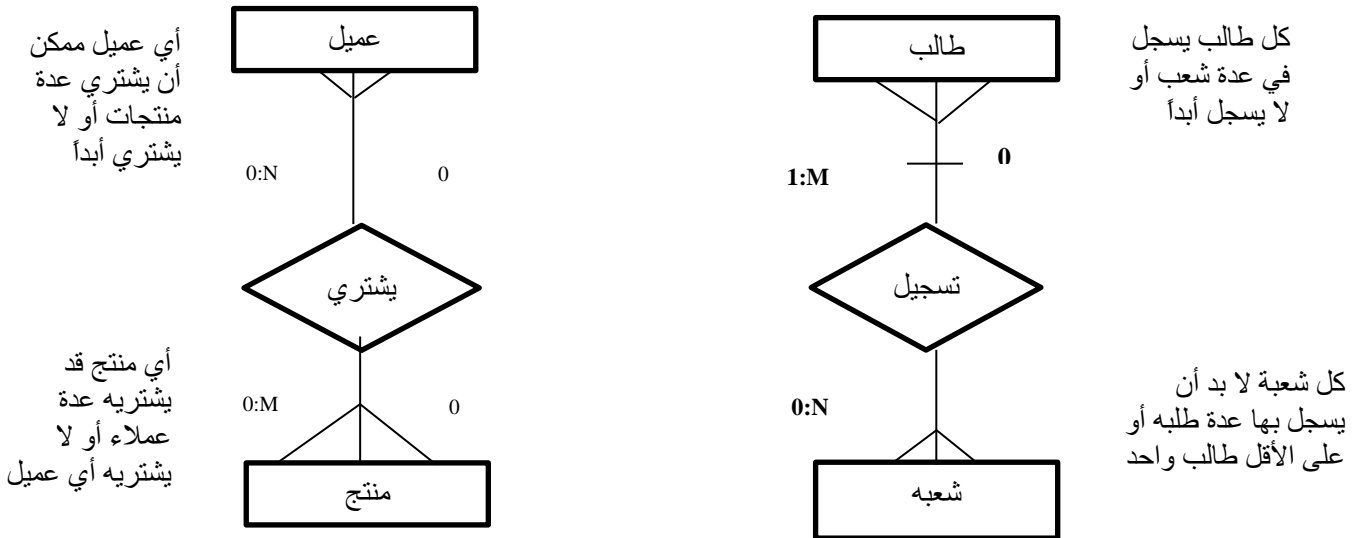 عميل
أي عميل ممكن
أن يشتري عدة
منتجات أو لا
يشتري أبداً
0:N
0
يشتري
أي منتج قد
يشتريه عدة
عملاء أو لا
يشتريه أي عميل
0:M
0
منتج
طالب
كل طالب يسجل
في عدة شعب أو
لا يسجل أبداً
1:M
0
تسجيل
كل شعبة لا بد أن
يسجل بها عدة طلبه أو
على الأقل طالب واحد
0:N
شعبه